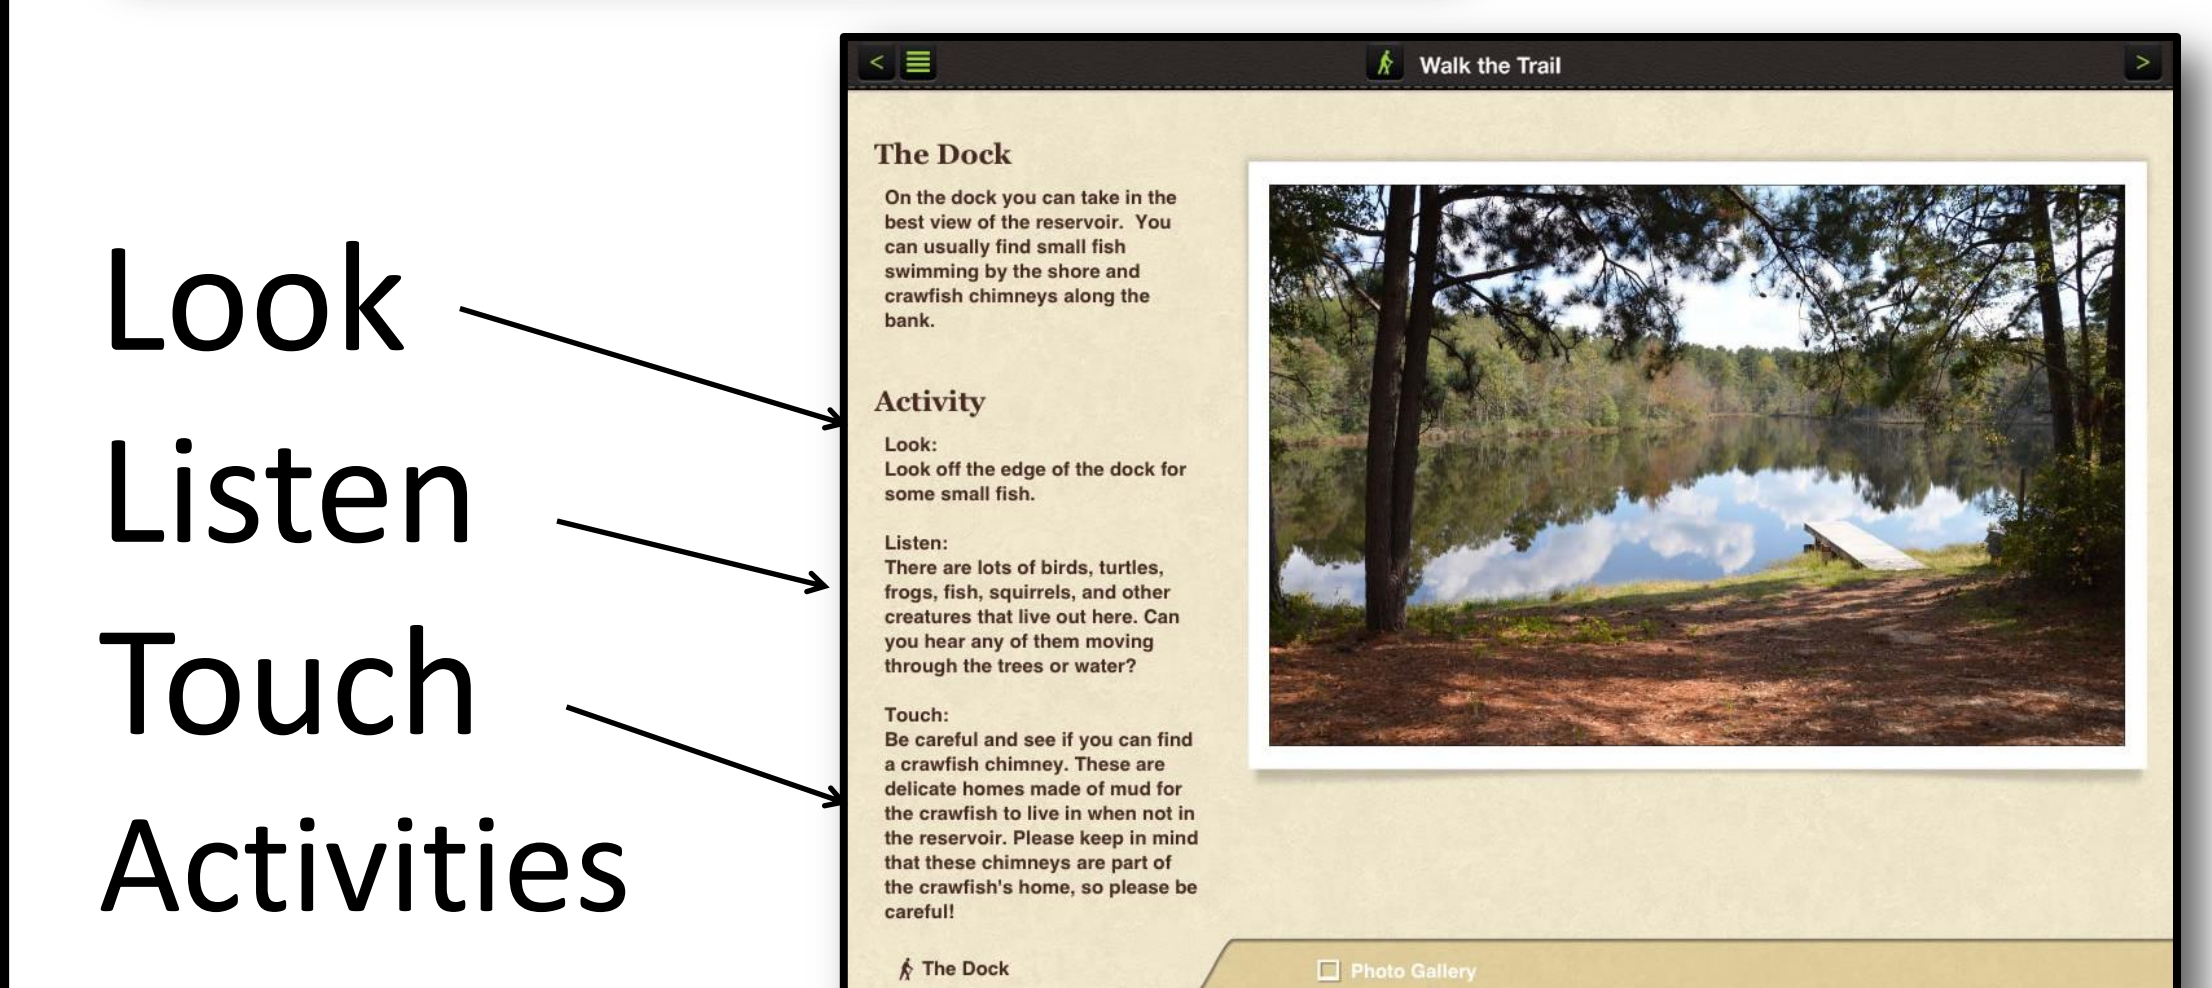 Look
Listen
Touch
Activities
< >
Walk the Trail
The Dock
On the dock you can take in the
best view of the reservoir.  You
can usually find small fish
swimming by the shore and
crawfish chimneys along the
bank.
Activity
Look:
Look off the edge of the dock for
some small fish.
Listen:
There are lots of birds, turtles,
frogs, fish, squirrels, and other
creatures that live out here. Can
you hear any of them moving
through the trees or water?
Touch:
Be careful and see if you can find
a crawfish chimney. These are
delicate homes made of mud for
the crawfish to live in when not in
the reservoir. Please keep in mind
that these chimneys are part of
the crawfish's home, so please be
careful!
The Dock
Photo Gallery